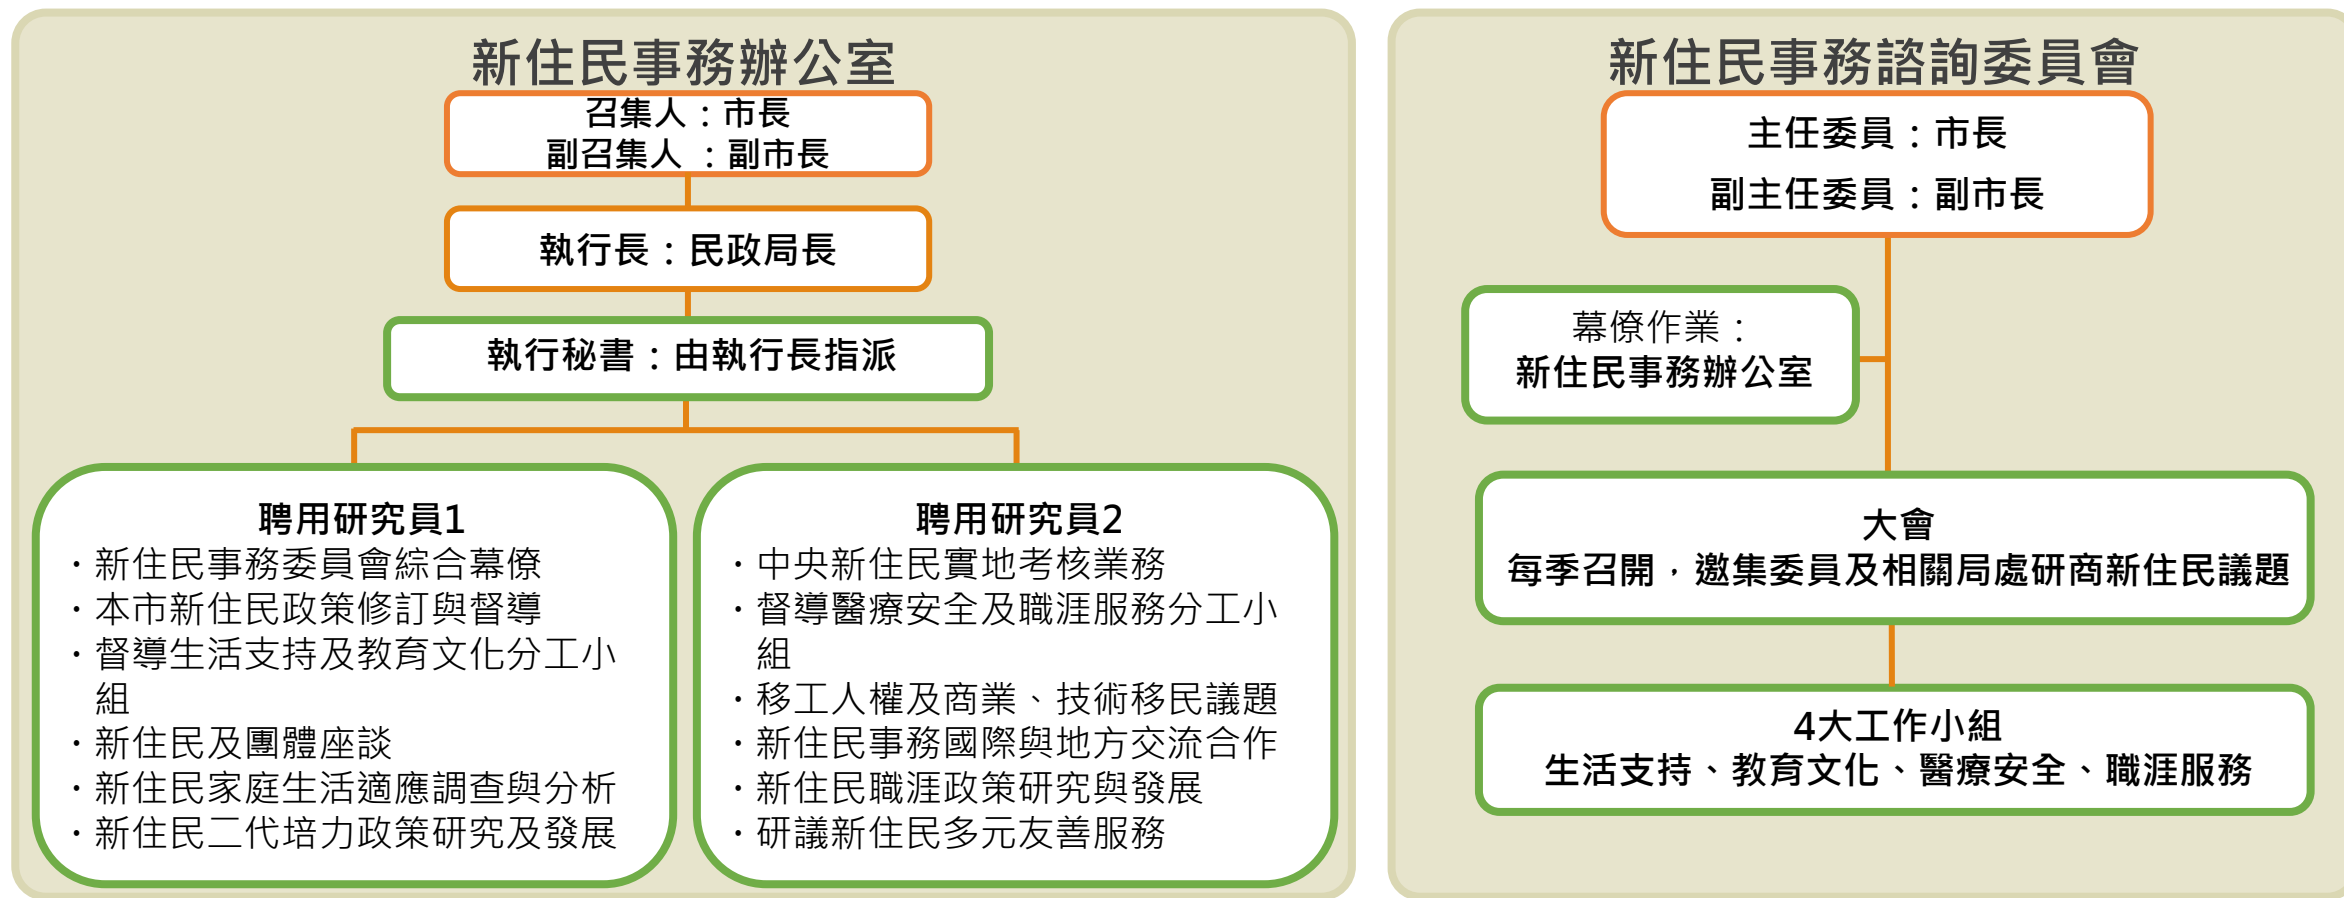 新住民事務辦公室
召集人：市長
副召集人 ：副市長
執行長：民政局長
執行秘書：由執行長指派
聘用研究員1
・新住民事務委員會綜合幕僚
・本市新住民政策修訂與督導
・督導生活支持及教育文化分工小
組
・新住民及團體座談
・新住民家庭生活適應調查與分析
・新住民二代培力政策研究及發展
聘用研究員2
・中央新住民實地考核業務
・督導醫療安全及職涯服務分工小
組
・移工人權及商業、技術移民議題
・新住民事務國際與地方交流合作
・新住民職涯政策研究與發展
・研議新住民多元友善服務
新住民事務諮詢委員會
主任委員：市長
副主任委員：副市長
幕僚作業：
新住民事務辦公室
大會
每季召開，邀集委員及相關局處研商新住民議題
4大工作小組
生活支持、教育文化、醫療安全、職涯服務